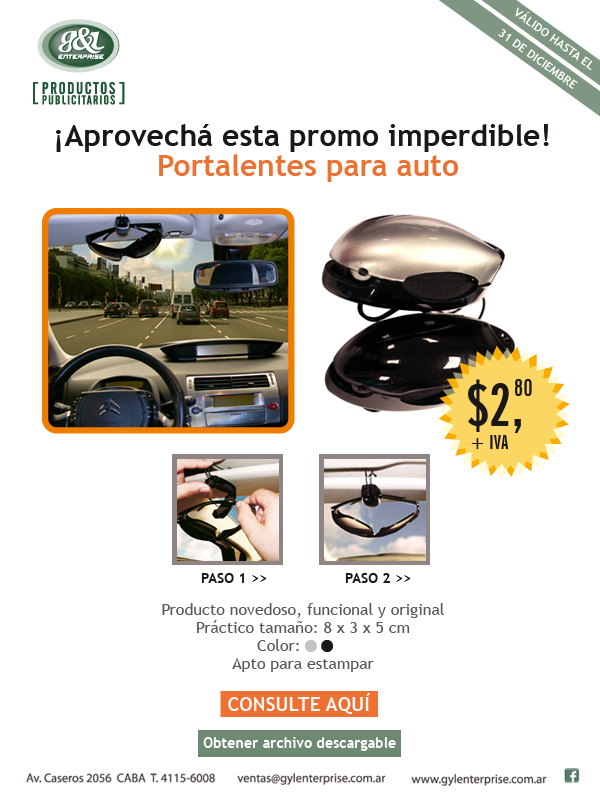 g&l
ENTERPRISE
[PRODUCTOS
PUBLICITARIOS]
VÁLIDO HASTA EL
31 DE DICIEMBRE
¡Aprovechá esta promo imperdible!
Portalentes para auto
$2,80
+ IVA
PASO 1 >>
PASO 2 >>
Producto novedoso, funcional y original
Práctico tamaño: 8 x 3 x 5 cm
Color:
Apto para estampar
CONSULTE AQUÍ
Obtener archivo descargable
Av. Caseros 2056 CABA T. 4115-6008 ventas@gylenterprise.com.ar www.gylenterprise.com.ar f